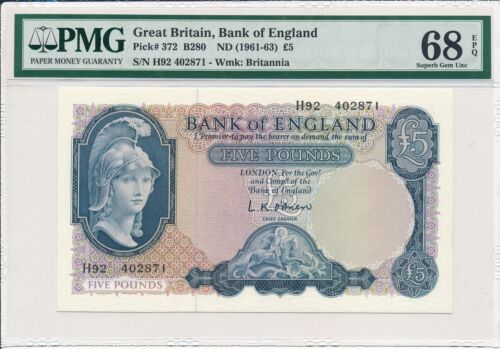 PMG
PAPER MONEY GUARANTY
Great Britain, Bank of England
Pick# 372 B280 ND (1961-63) £5
S/N H92 402871 - Wmk: Britannia
68 EPQ
Superb Gem Unc
H92 402871
BANK of ENGLAND
I Promise to pay the bearer on demand the sum of
FIVE POUNDS
£5
LONDON For the Govr
and Compa of the
Bank of England
L.K. O'Brien
CHIEF CASHIER
£5
H92 402871
FIVE POUNDS
£5